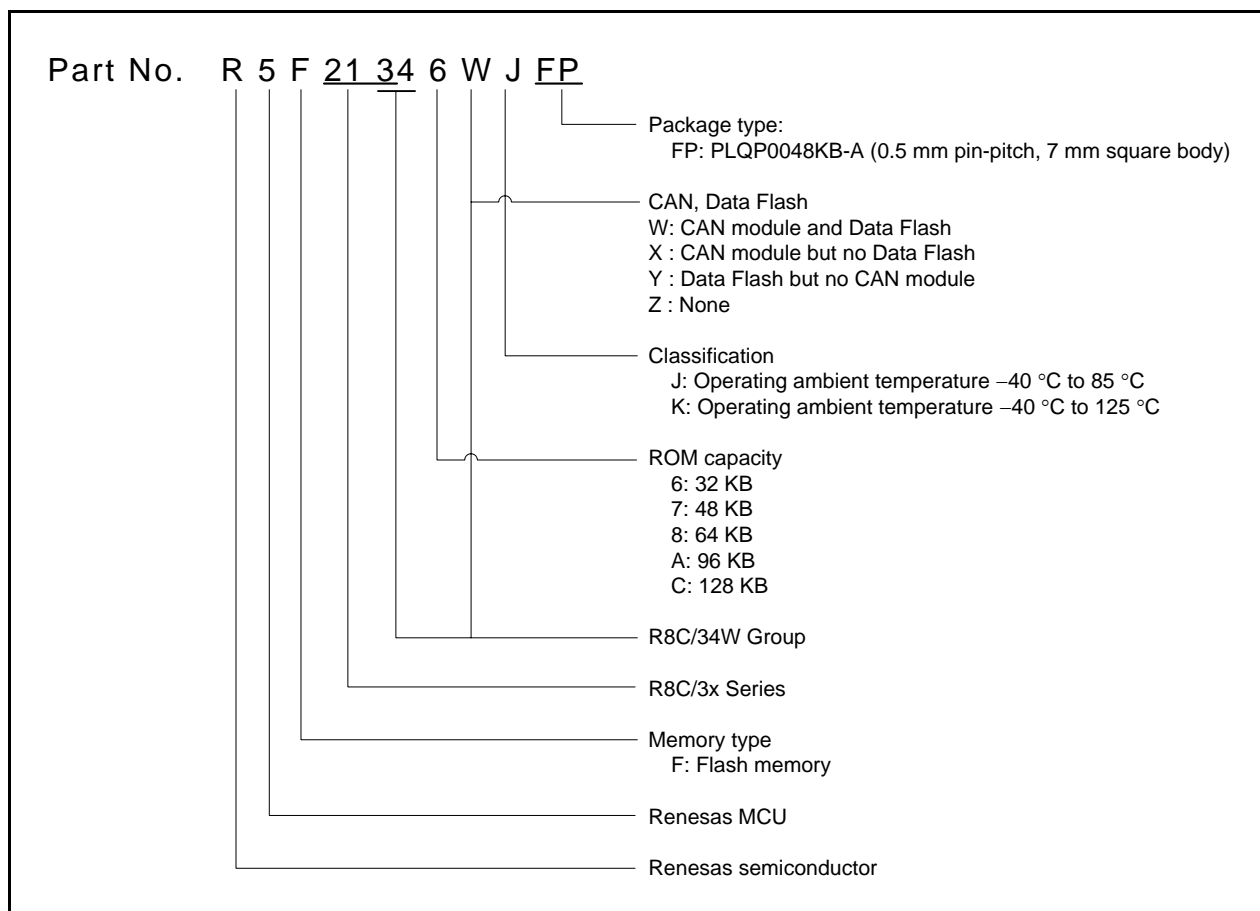 Part No. R 5 F 21 34 6 W J FP
Package type:
FP: PLQP0048KB-A (0.5 mm pin-pitch, 7 mm square body)
CAN, Data Flash
W: CAN module and Data Flash
X : CAN module but no Data Flash
Y : Data Flash but no CAN module
Z : None
Classification
J: Operating ambient temperature −40 °C to 85 °C
K: Operating ambient temperature −40 °C to 125 °C
ROM capacity
6: 32 KB
7: 48 KB
8: 64 KB
A: 96 KB
C: 128 KB
R8C/34W Group
R8C/3x Series
Memory type
F: Flash memory
Renesas MCU
Renesas semiconductor